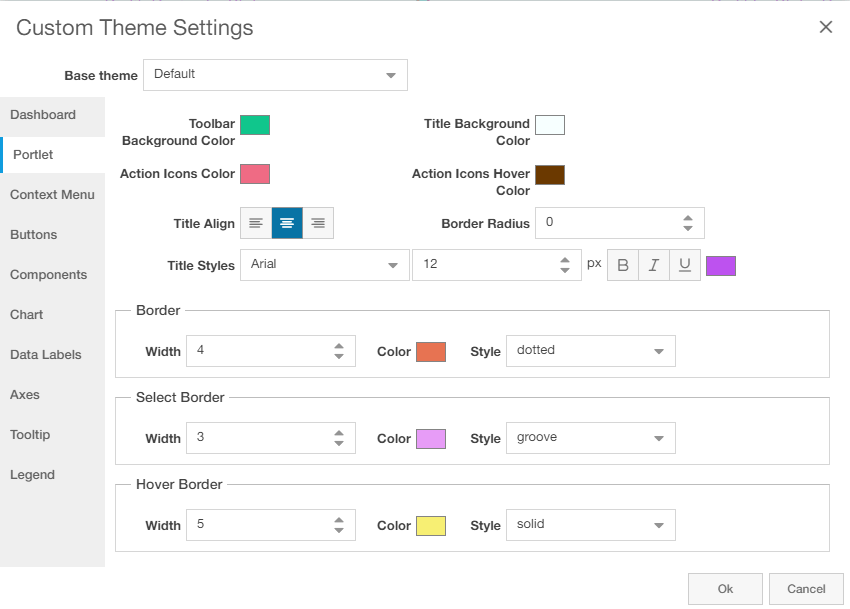 Custom Theme Settings
Base theme Default
Dashboard
Portlet
Context Menu
Buttons
Components
Chart
Data Labels
Axes
Tooltip
Legend
Toolbar
Background Color
Title Background
Color
Action Icons Color
Action Icons Hover
Color
Title Align
Border Radius 0
Title Styles Arial 12 px B I U
Border
Width 4 Color Style dotted
Select Border
Width 3 Color Style groove
Hover Border
Width 5 Color Style solid
Ok Cancel